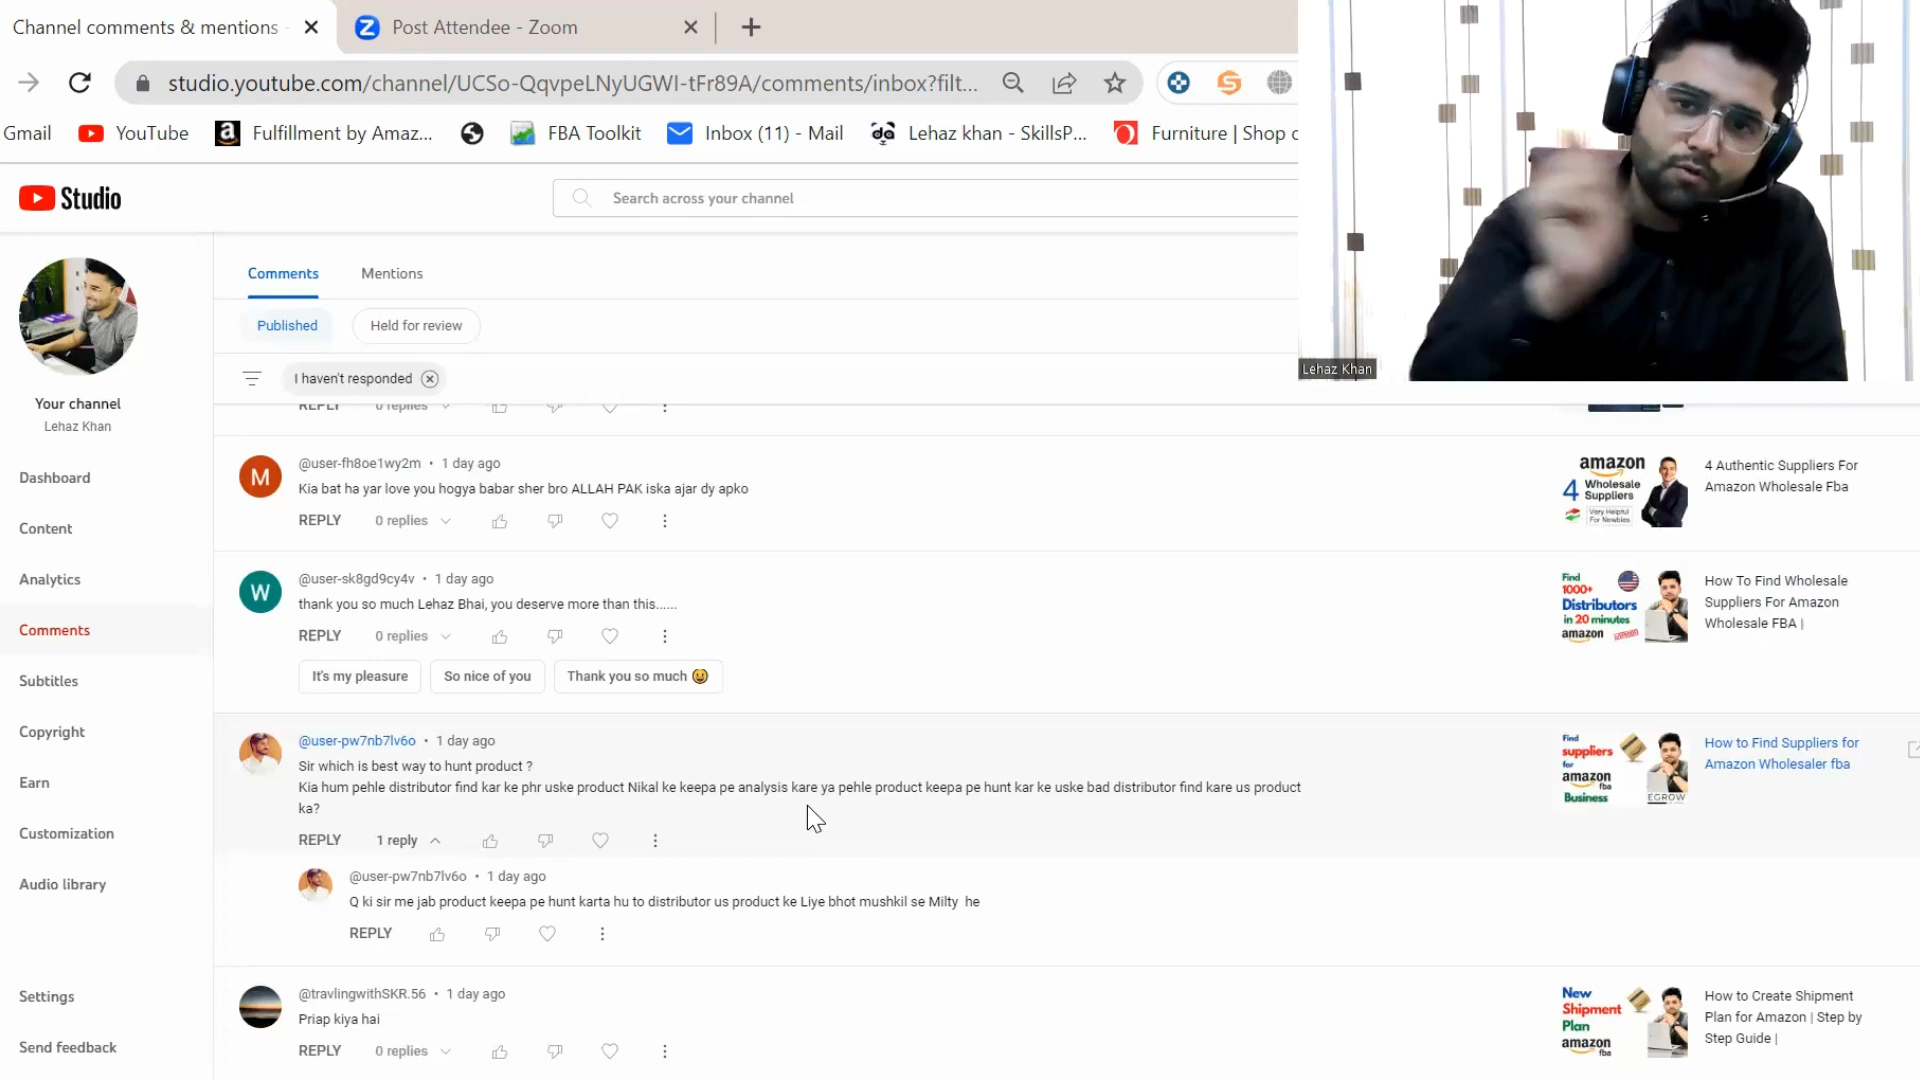 Channel comments & mentions -
Post Attendee - Zoom
studio.youtube.com/channel/UCSo-QqvpeLNyUGWI-tFr89A/comments/inbox?filt...
Gmail
YouTube
Fulfillment by Amaz...
FBA Toolkit
Inbox (11) - Mail
Lehaz khan - SkillsP...
Furniture | Shop
Studio
Search across your channel
Lehaz Khan
Your channel
Lehaz Khan
Dashboard
Content
Analytics
Comments
Subtitles
Copyright
Earn
Customization
Audio library
Settings
Send feedback
Comments
Mentions
Published
Held for review
I haven't responded
REPLY 0 replies
@user-fh8oe1wy2m • 1 day ago
Kia bat ha yar love you hogya babar sher bro ALLAH PAK iska ajar dy apko
REPLY 0 replies
amazon
4 Wholesale
Suppliers
Very Helpful
For Newbies
4 Authentic Suppliers For
Amazon Wholesale Fba
@user-sk8gd9cy4v • 1 day ago
thank you so much Lehaz Bhai, you deserve more than this......
REPLY 0 replies
It's my pleasure
So nice of you
Thank you so much 😃
Find
1000+
Distributors
in 20 minutes
amazon
How To Find Wholesale
Suppliers For Amazon
Wholesale FBA |
@user-pw7nb7lv6o • 1 day ago
Sir which is best way to hunt product ?
Kia hum pehle distributor find kar ke phr uske product Nikal ke keepa pe analysis kare ya pehle product keepa pe hunt kar ke uske bad distributor find kare us product
ka?
REPLY 1 reply
Find
suppliers
for
amazon
fba
Business
EGROW
How to Find Suppliers for
Amazon Wholesaler fba
@user-pw7nb7lv6o • 1 day ago
Q ki sir me jab product keepa pe hunt karta hu to distributor us product ke Liye bhot mushkil se Milty he
REPLY
@travlingwithSKR.56 • 1 day ago
Priap kiya hai
REPLY 0 replies
New
Shipment
Plan
amazon
fba
How to Create Shipment
Plan for Amazon | Step by
Step Guide |